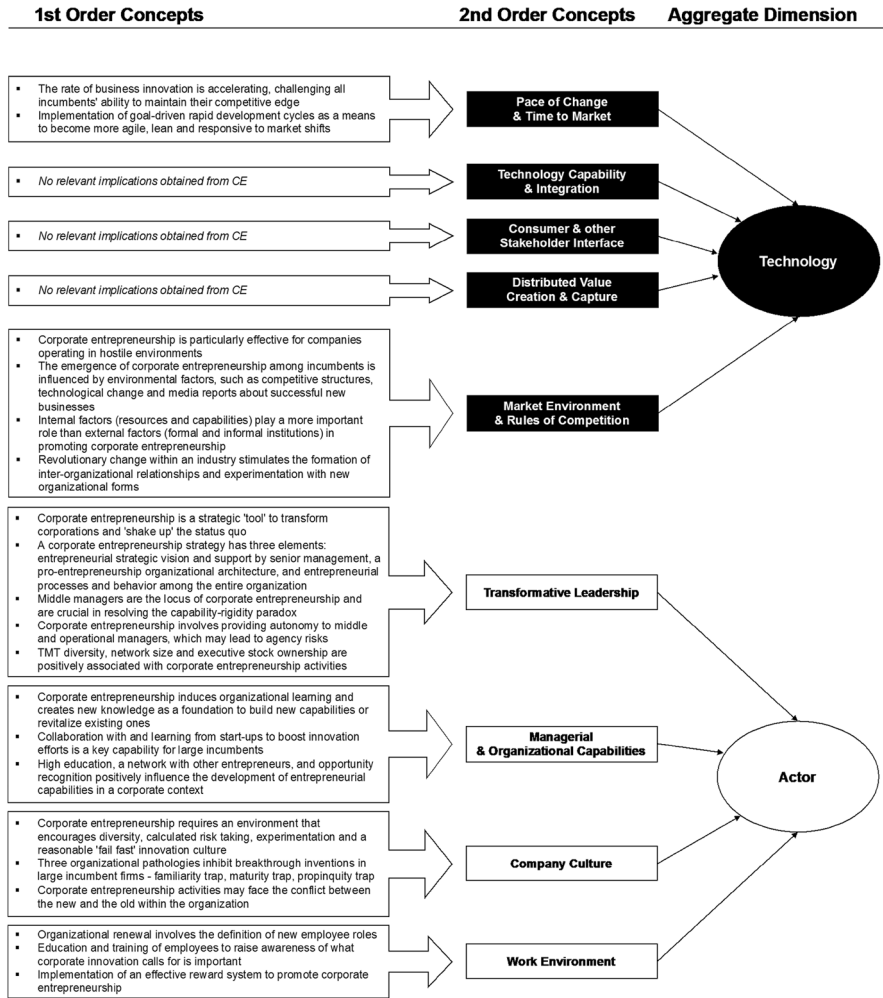 1st Order Concepts
2nd Order Concepts
Aggregate Dimension
▪ The rate of business innovation is accelerating, challenging all
incumbents' ability to maintain their competitive edge
▪ Implementation of goal-driven rapid development cycles as a means
to become more agile, lean and responsive to market shifts
Pace of Change
& Time to Market
▪ No relevant implications obtained from CE
Technology Capability
& Integration
▪ No relevant implications obtained from CE
Consumer & other
Stakeholder Interface
Technology
▪ No relevant implications obtained from CE
Distributed Value
Creation & Capture
▪ Corporate entrepreneurship is particularly effective for companies
operating in hostile environments
▪ The emergence of corporate entrepreneurship among incumbents is
influenced by environmental factors, such as competitive structures,
technological change and media reports about successful new
businesses
▪ Internal factors (resources and capabilities) play a more important
role than external factors (formal and informal institutions) in
promoting corporate entrepreneurship
▪ Revolutionary change within an industry stimulates the formation of
inter-organizational relationships and experimentation with new
organizational forms
Market Environment
& Rules of Competition
▪ Corporate entrepreneurship is a strategic 'tool' to transform
corporations and 'shake up' the status quo
▪ A corporate entrepreneurship strategy has three elements:
entrepreneurial strategic vision and support by senior management, a
pro-entrepreneurship organizational architecture, and entrepreneurial
processes and behavior among the entire organization
▪ Middle managers are the locus of corporate entrepreneurship and
are crucial in resolving the capability-rigidity paradox
▪ Corporate entrepreneurship involves providing autonomy to middle
and operational managers, which may lead to agency risks
▪ TMT diversity, network size and executive stock ownership are
positively associated with corporate entrepreneurship activities
Transformative Leadership
▪ Corporate entrepreneurship induces organizational learning and
creates new knowledge as a foundation to build new capabilities or
revitalize existing ones
▪ Collaboration with and learning from start-ups to boost innovation
efforts is a key capability for large incumbents
▪ High education, a network with other entrepreneurs, and opportunity
recognition positively influence the development of entrepreneurial
capabilities in a corporate context
Managerial
& Organizational Capabilities
Actor
▪ Corporate entrepreneurship requires an environment that
encourages diversity, calculated risk taking, experimentation and a
reasonable 'fail fast' innovation culture
▪ Three organizational pathologies inhibit breakthrough inventions in
large incumbent firms - familiarity trap, maturity trap, propinquity trap
▪ Corporate entrepreneurship activities may face the conflict between
the new and the old within the organization
Company Culture
▪ Organizational renewal involves the definition of new employee roles
▪ Education and training of employees to raise awareness of what
corporate innovation calls for is important
▪ Implementation of an effective reward system to promote corporate
entrepreneurship
Work Environment